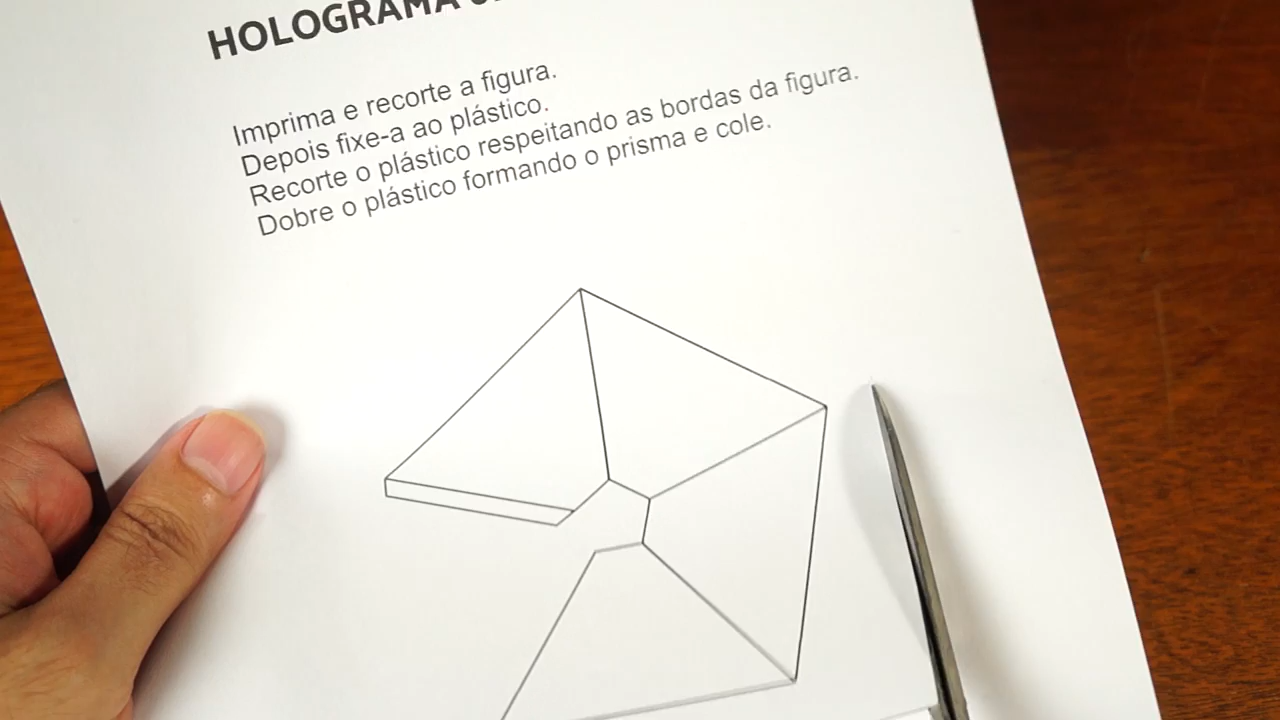 HOLOGRAMA
Imprima e recorte a figura.
Depois fixe-a ao plástico.
Recorte o plástico respeitando as bordas da figura.
Dobre o plástico formando o prisma e cole.